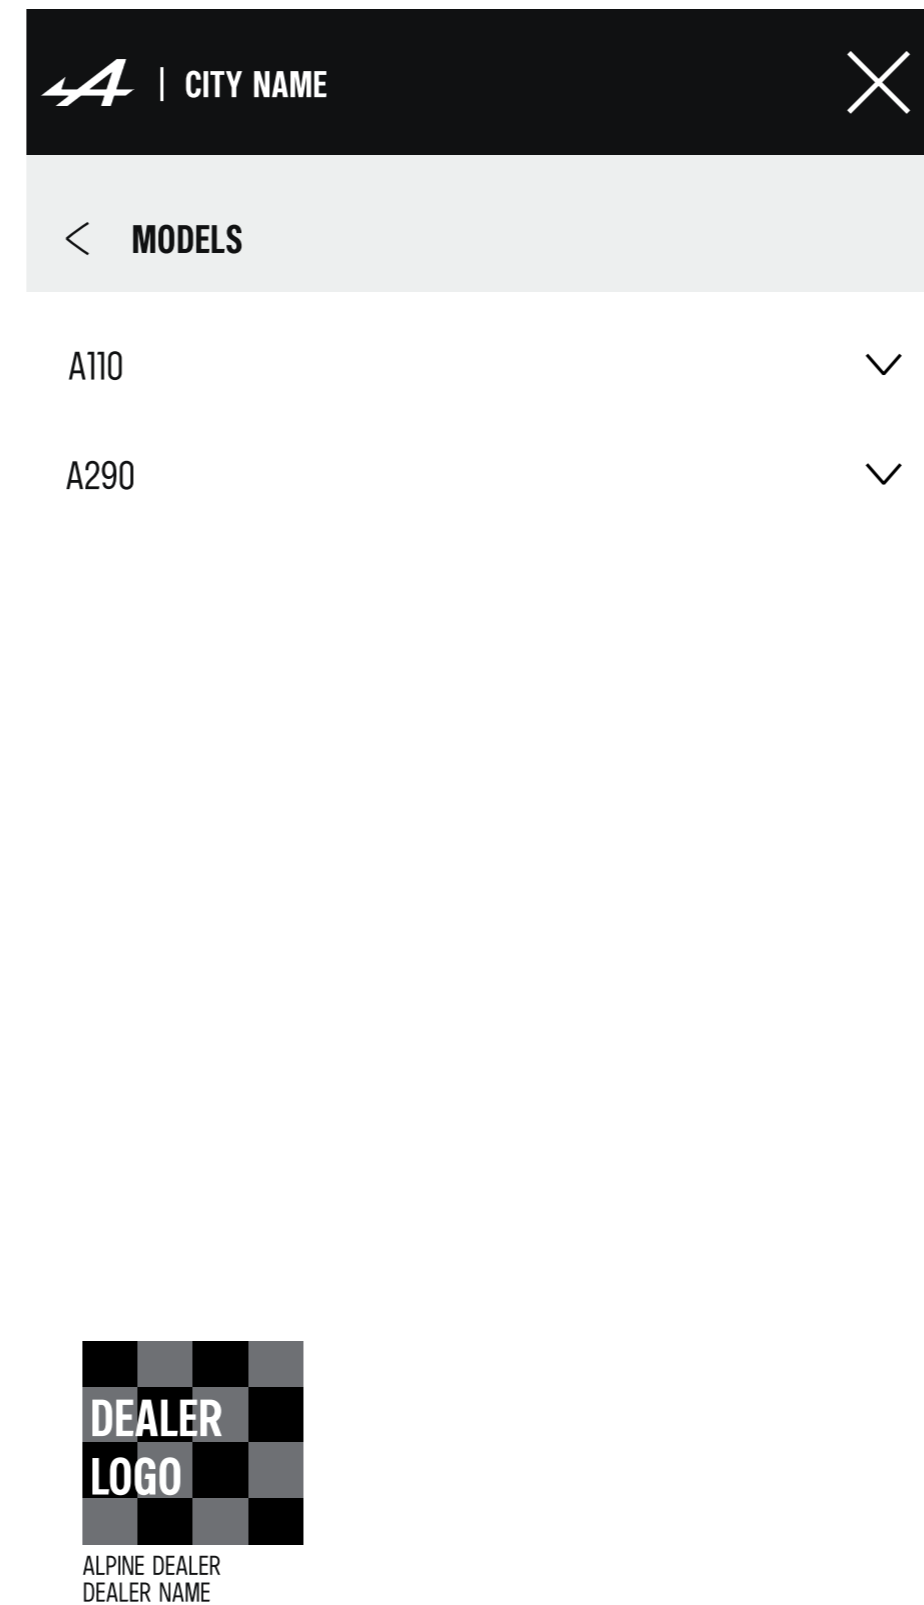 | CITY NAME
MODELS
A110
A290
DEALER
LOGO
ALPINE DEALER
DEALER NAME